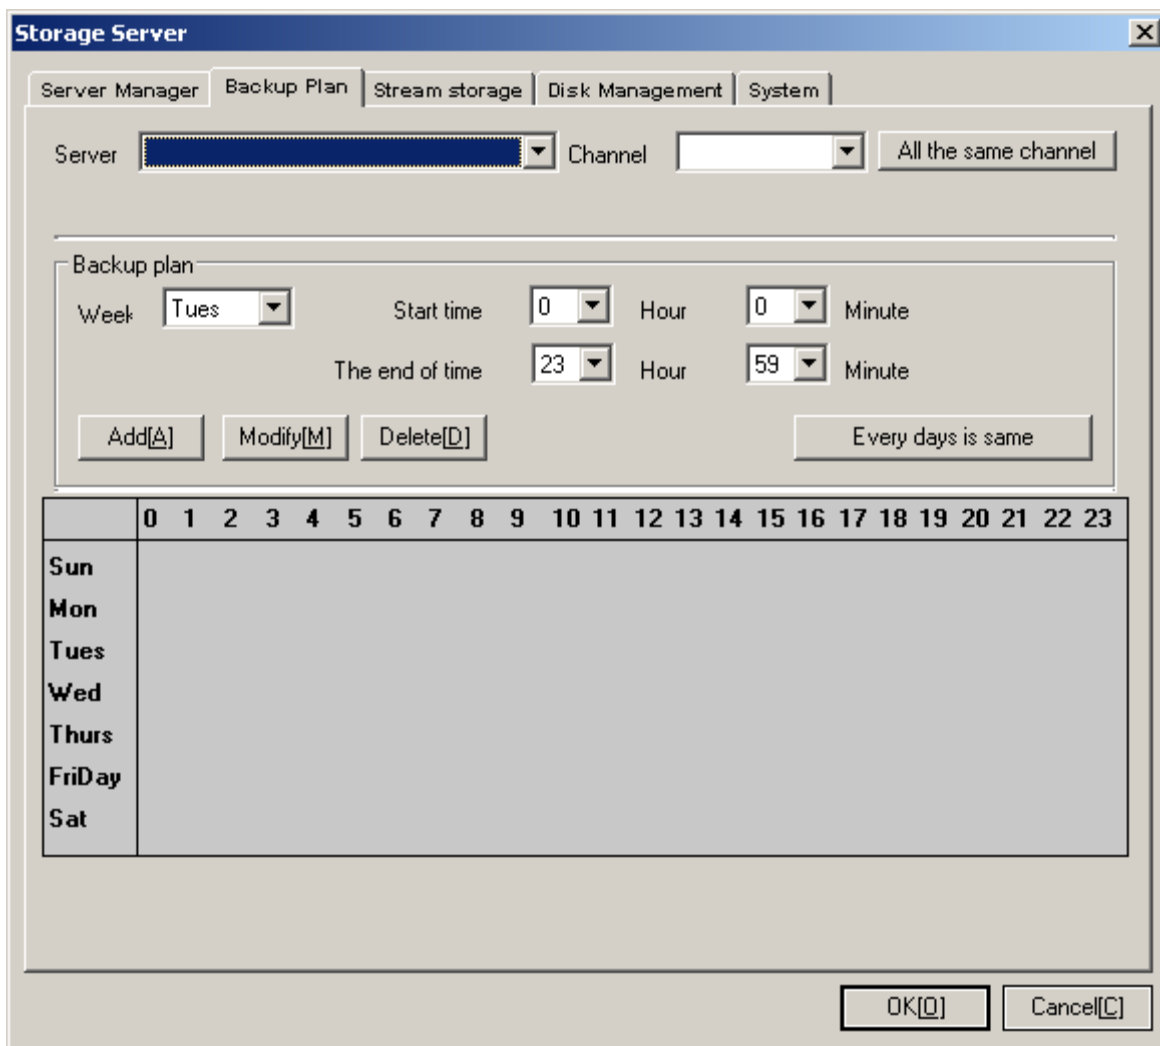 Storage Server
Server Manager Backup Plan Stream storage Disk Management System
Server Channel All the same channel
Backup plan
Week Tues Start time 0 Hour 0 Minute
The end of time 23 Hour 59 Minute
Add[A] Modify[M] Delete[D] Every days is same
0 1 2 3 4 5 6 7 8 9 10 11 12 13 14 15 16 17 18 19 20 21 22 23
Sun
Mon
Tues
Wed
Thurs
FriDay
Sat
OK[O] Cancel[C]